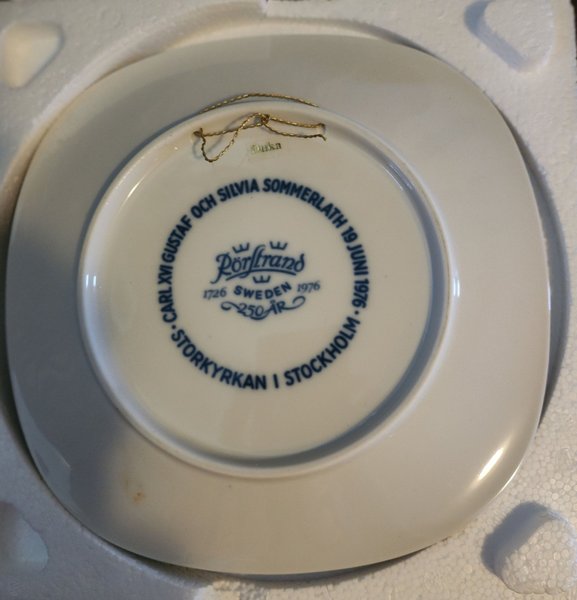 CARL XVI GUSTAF OCH SILVIA SOMMERLATH 19 JUNI 1976
· STORKYRKAN I STOCKHOLM ·
Rörstrand
1726 SWEDEN 1976
250 ÅR